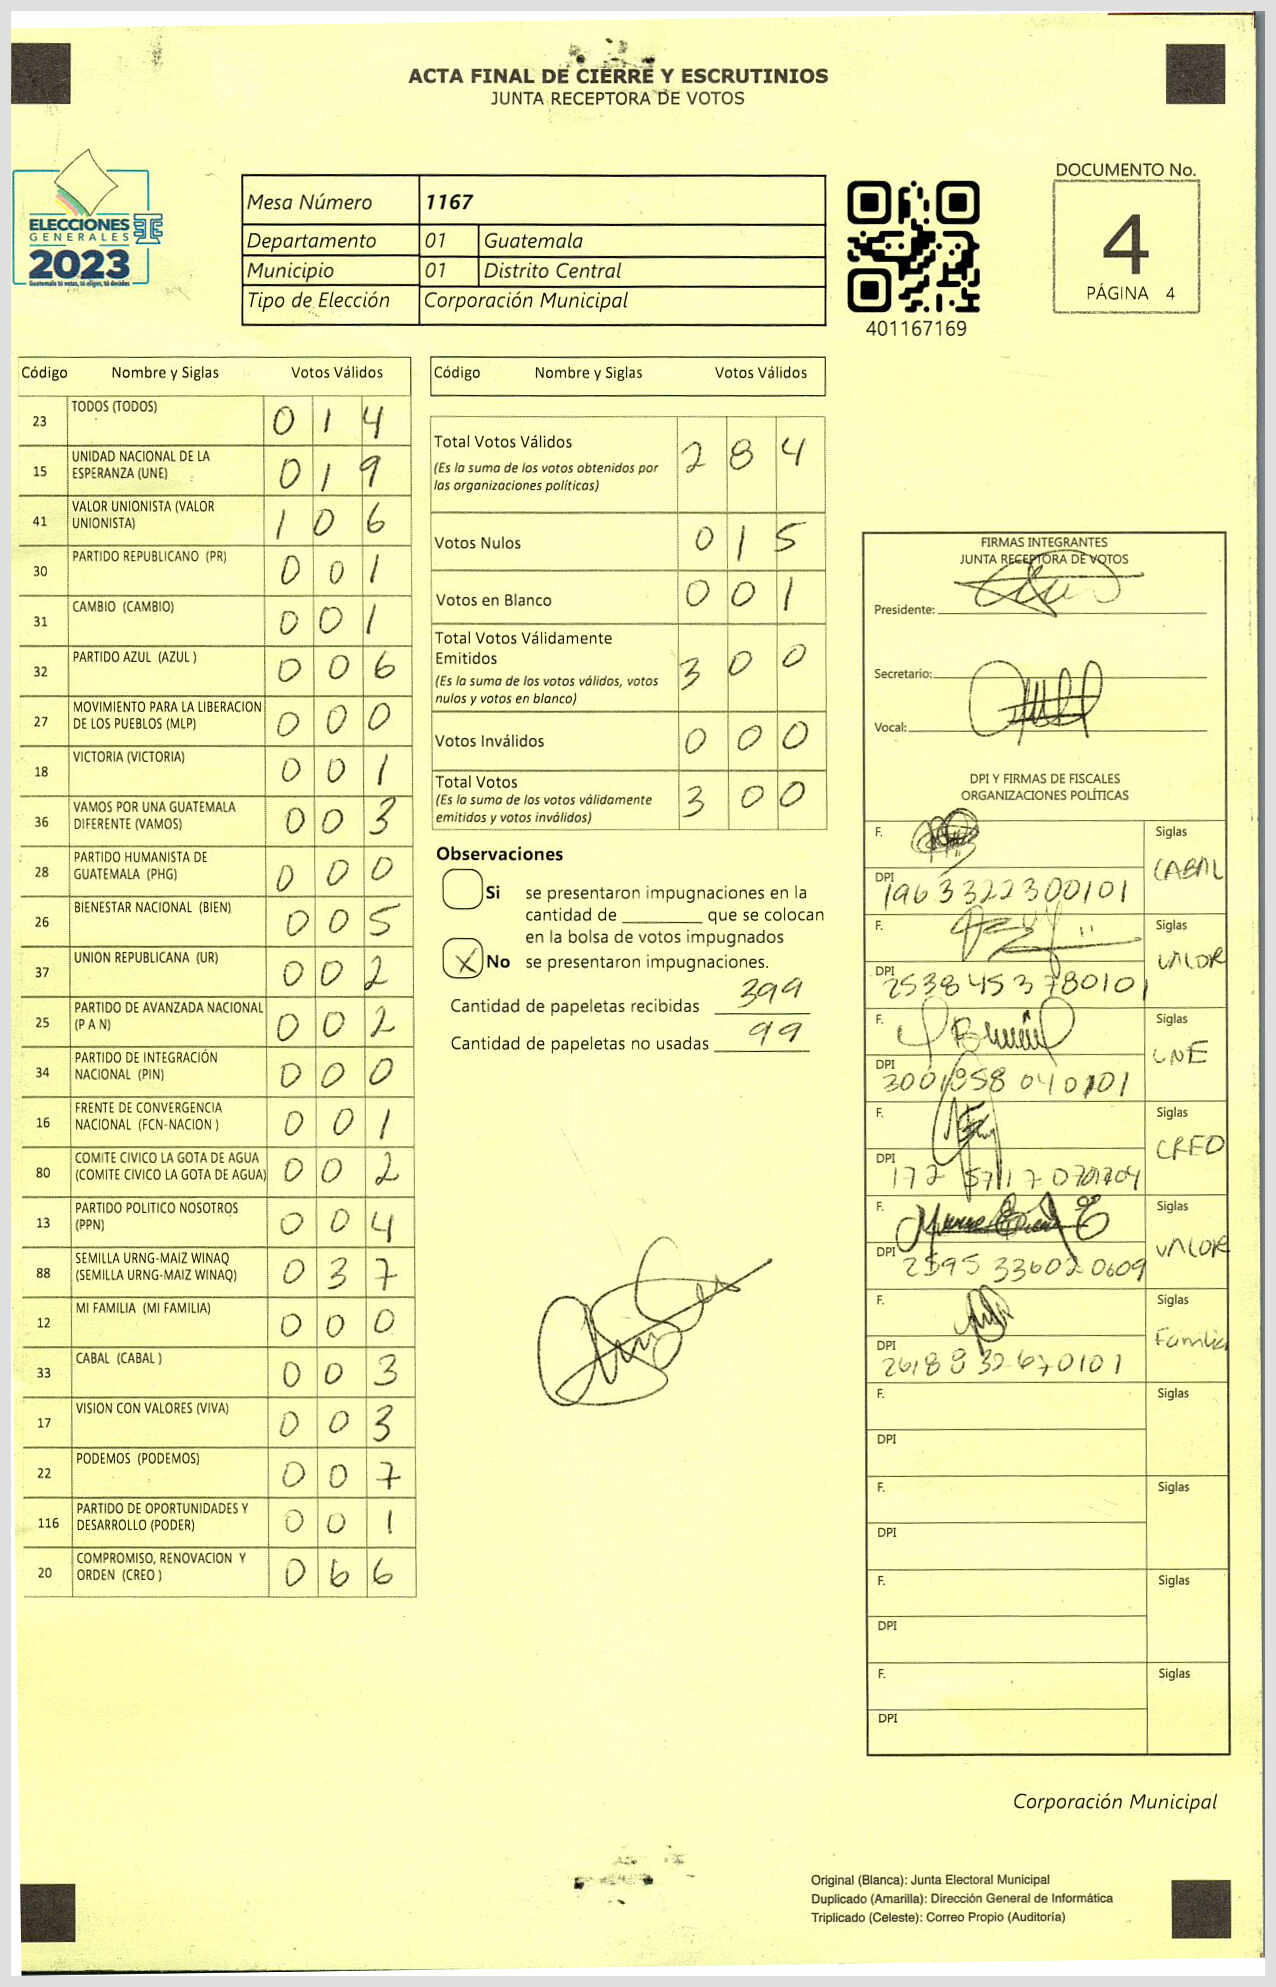 ACTA FINAL DE CIERRE Y ESCRUTINIOS
JUNTA RECEPTORA DE VOTOS
ELECCIONES
GENERALES
2023
Guatemala tú votas, tú eliges, tú decides
Mesa Número 1167
Departamento 01 Guatemala
Municipio 01 Distrito Central
Tipo de Elección Corporación Municipal
401167169
DOCUMENTO No.
4
PÁGINA 4
Código Nombre y Siglas Votos Válidos
23 TODOS (TODOS) 0 1 4
15 UNIDAD NACIONAL DE LA
ESPERANZA (UNE) 0 1 9
41 VALOR UNIONISTA (VALOR
UNIONISTA) 1 0 6
30 PARTIDO REPUBLICANO (PR) 0 0 1
31 CAMBIO (CAMBIO) 0 0 1
32 PARTIDO AZUL (AZUL ) 0 0 6
27 MOVIMIENTO PARA LA LIBERACION
DE LOS PUEBLOS (MLP) 0 0 0
18 VICTORIA (VICTORIA) 0 0 1
36 VAMOS POR UNA GUATEMALA
DIFERENTE (VAMOS) 0 0 3
28 PARTIDO HUMANISTA DE
GUATEMALA (PHG) 0 0 0
26 BIENESTAR NACIONAL (BIEN) 0 0 5
37 UNION REPUBLICANA (UR) 0 0 2
25 PARTIDO DE AVANZADA NACIONAL
(P A N) 0 0 2
34 PARTIDO DE INTEGRACIÓN
NACIONAL (PIN) 0 0 0
16 FRENTE DE CONVERGENCIA
NACIONAL (FCN-NACION ) 0 0 1
80 COMITE CIVICO LA GOTA DE AGUA
(COMITE CIVICO LA GOTA DE AGUA) 0 0 2
13 PARTIDO POLITICO NOSOTROS
(PPN) 0 0 4
88 SEMILLA URNG-MAIZ WINAQ
(SEMILLA URNG-MAIZ WINAQ) 0 3 7
12 MI FAMILIA (MI FAMILIA) 0 0 0
33 CABAL (CABAL ) 0 0 3
17 VISION CON VALORES (VIVA) 0 0 3
22 PODEMOS (PODEMOS) 0 0 7
116 PARTIDO DE OPORTUNIDADES Y
DESARROLLO (PODER) 0 0 1
20 COMPROMISO, RENOVACION Y
ORDEN (CREO ) 0 6 6
Código Nombre y Siglas Votos Válidos
Total Votos Válidos 2 8 4
(Es la suma de los votos obtenidos por
las organizaciones políticas)
Votos Nulos 0 1 5
Votos en Blanco 0 0 1
Total Votos Válidamente
Emitidos 3 0 0
(Es la suma de los votos válidos, votos
nulos y votos en blanco)
Votos Inválidos 0 0 0
Total Votos 3 0 0
(Es la suma de los votos válidamente
emitidos y votos inválidos)
Observaciones
Si se presentaron impugnaciones en la
cantidad de ________ que se colocan
en la bolsa de votos impugnados
X No se presentaron impugnaciones.
Cantidad de papeletas recibidas 399
Cantidad de papeletas no usadas 99
FIRMAS INTEGRANTES
JUNTA RECEPTORA DE VOTOS
Presidente:
Secretario:
Vocal:
DPI Y FIRMAS DE FISCALES
ORGANIZACIONES POLÍTICAS
F. Siglas
CABAL
DPI 1963322300101
F. Siglas
VALOR
DPI 2538453780101
F. Siglas
UNE
DPI
F. Siglas
CREO
DPI
F. Siglas
VALOR
DPI 2595336020609
F. Siglas
Familia
DPI
F. Siglas
DPI
F. Siglas
DPI
F. Siglas
DPI
F. Siglas
DPI
Corporación Municipal
Original (Blanca): Junta Electoral Municipal
Duplicado (Amarilla): Dirección General de Informática
Triplicado (Celeste): Correo Propio (Auditoría)